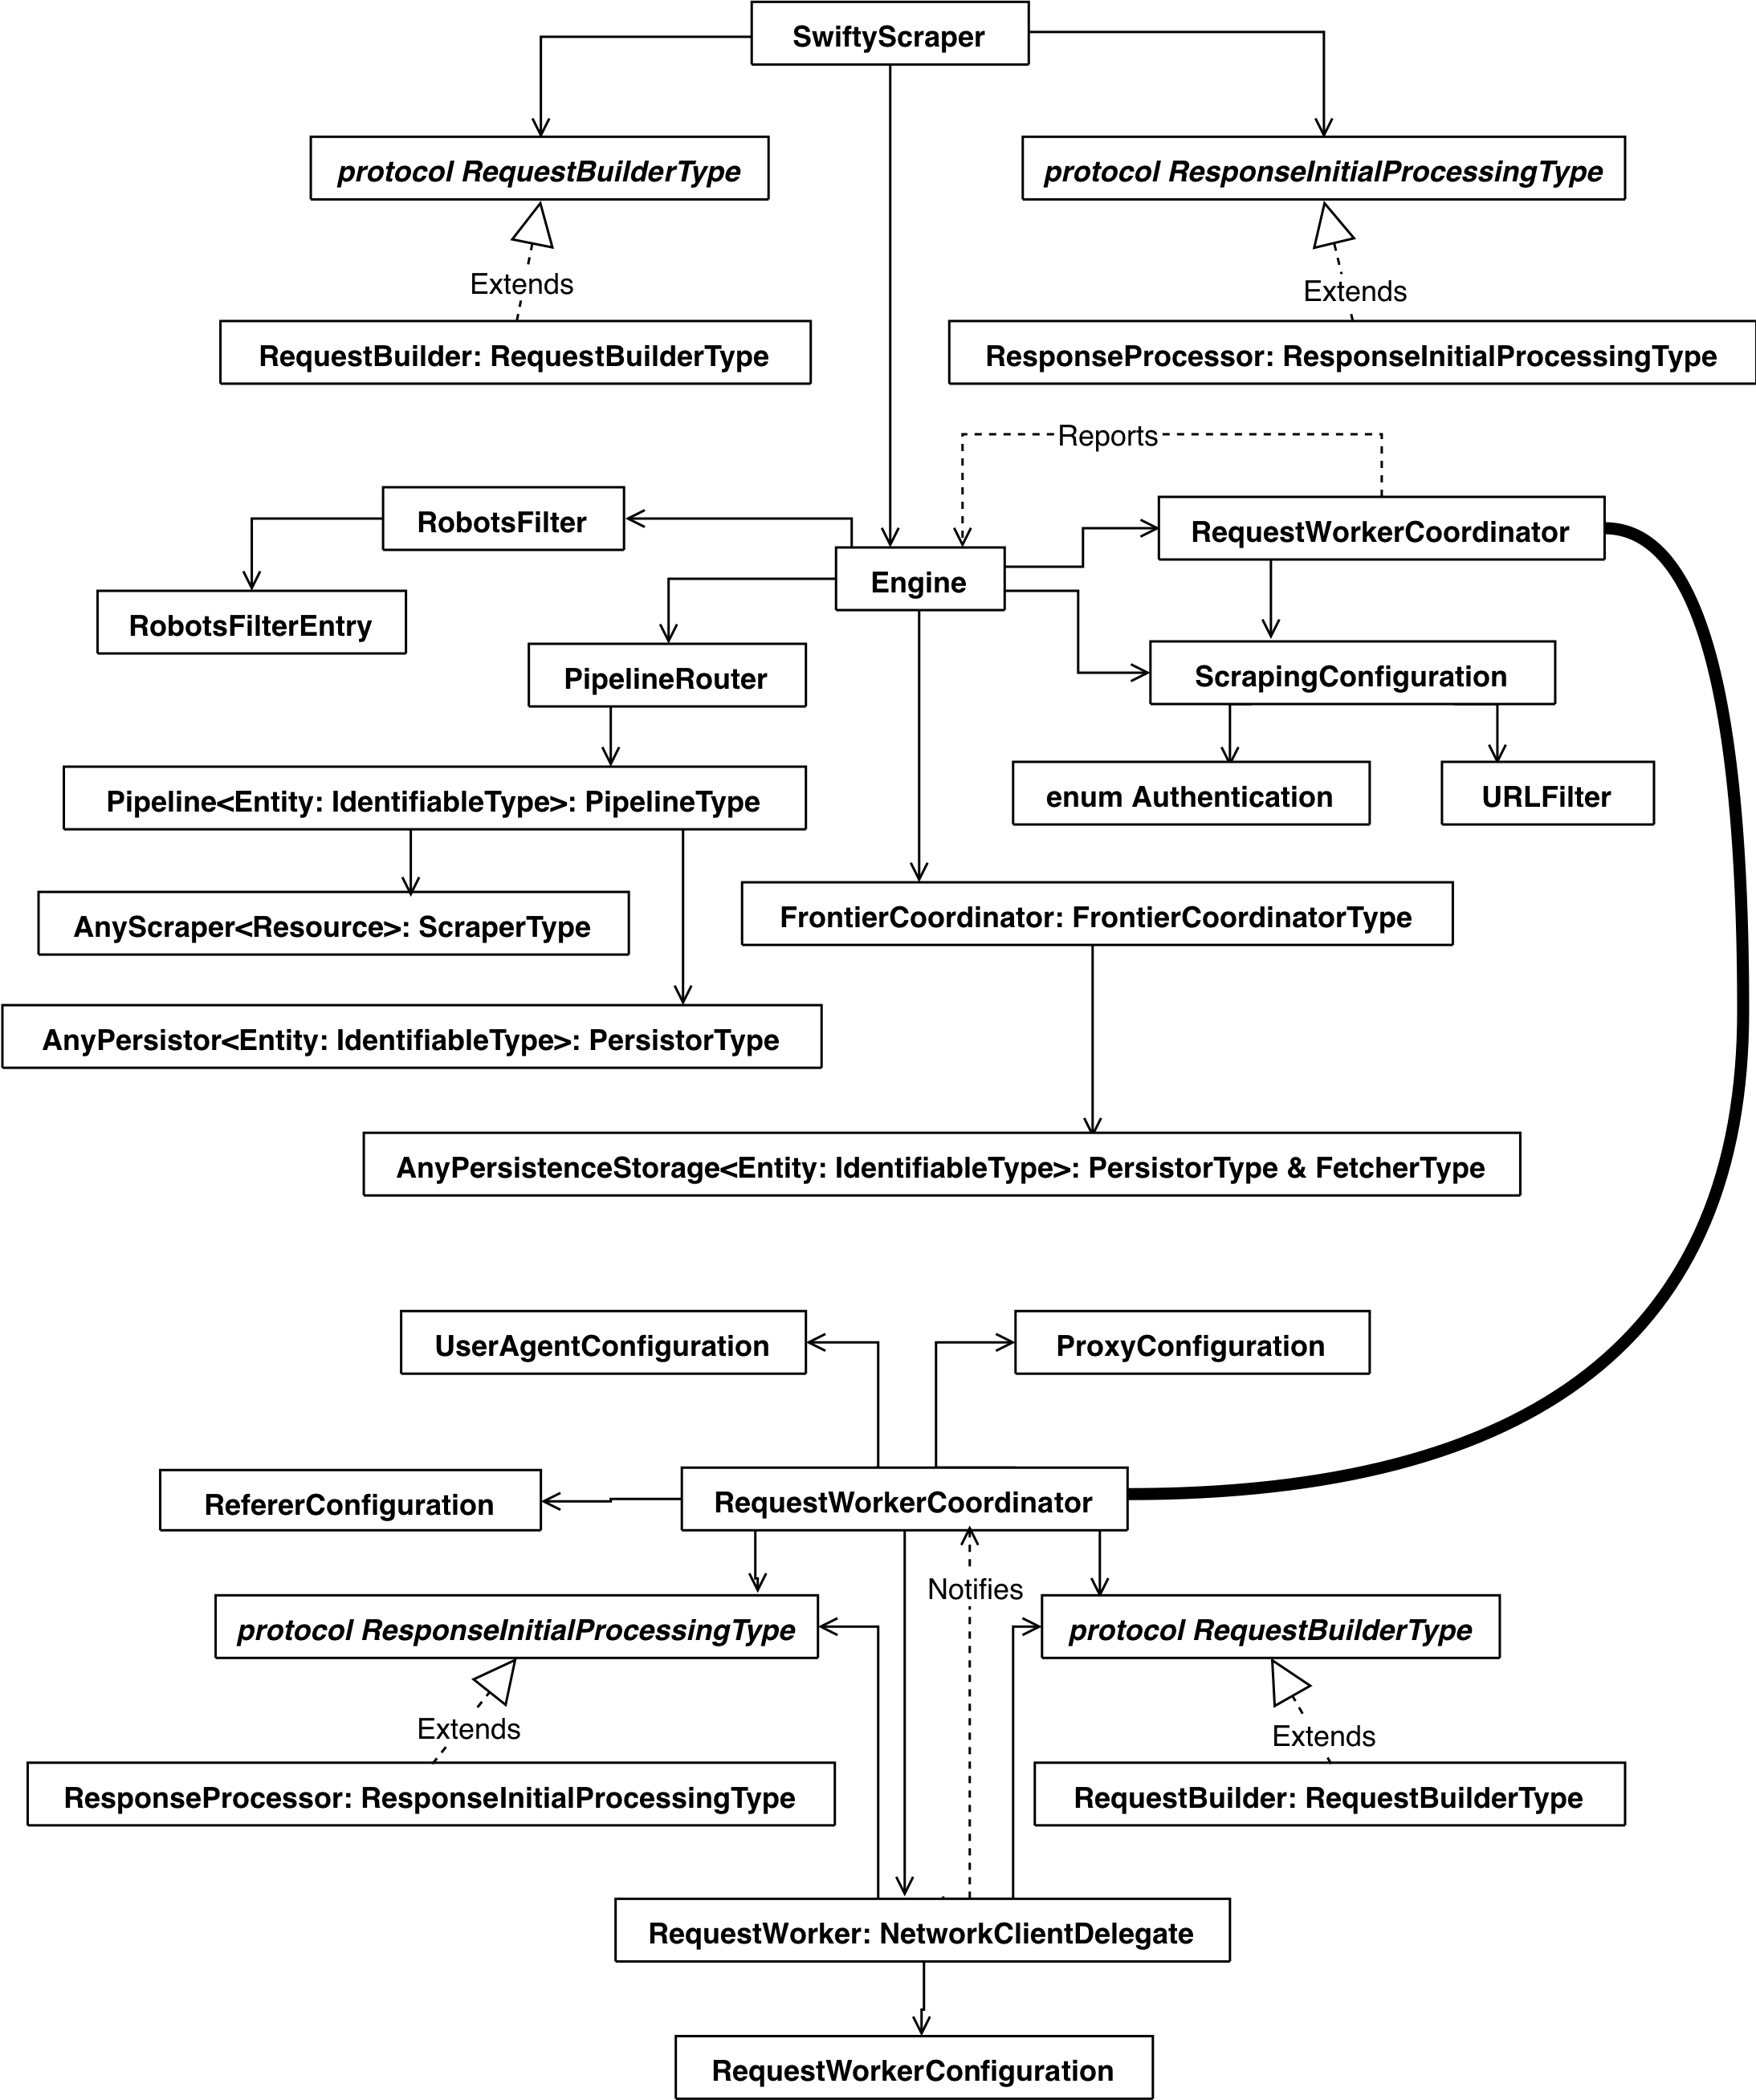 SwiftyScraper
protocol RequestBuilderType
protocol ResponseInitialProcessingType
Extends
Extends
RequestBuilder: RequestBuilderType
ResponseProcessor: ResponseInitialProcessingType
Reports
RobotsFilter
RequestWorkerCoordinator
Engine
RobotsFilterEntry
PipelineRouter
ScrapingConfiguration
Pipeline<Entity: IdentifiableType>: PipelineType
enum Authentication
URLFilter
AnyScraper<Resource>: ScraperType
FrontierCoordinator: FrontierCoordinatorType
AnyPersistor<Entity: IdentifiableType>: PersistorType
AnyPersistenceStorage<Entity: IdentifiableType>: PersistorType & FetcherType
UserAgentConfiguration
ProxyConfiguration
RefererConfiguration
RequestWorkerCoordinator
Notifies
protocol ResponseInitialProcessingType
protocol RequestBuilderType
Extends
Extends
ResponseProcessor: ResponseInitialProcessingType
RequestBuilder: RequestBuilderType
RequestWorker: NetworkClientDelegate
RequestWorkerConfiguration